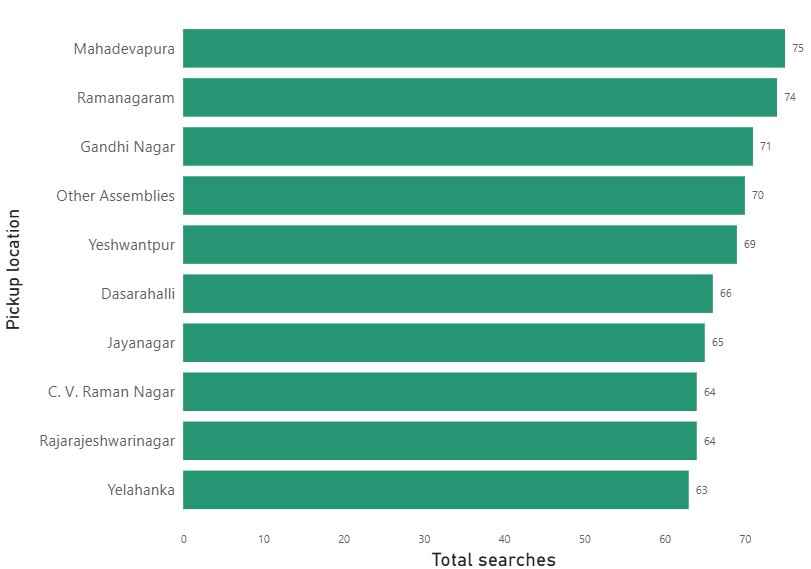 Pickup location
Mahadevapura 75
Ramanagaram 74
Gandhi Nagar 71
Other Assemblies 70
Yeshwantpur 69
Dasarahalli 66
Jayanagar 65
C. V. Raman Nagar 64
Rajarajeshwarinagar 64
Yelahanka 63
0 10 20 30 40 50 60 70
Total searches